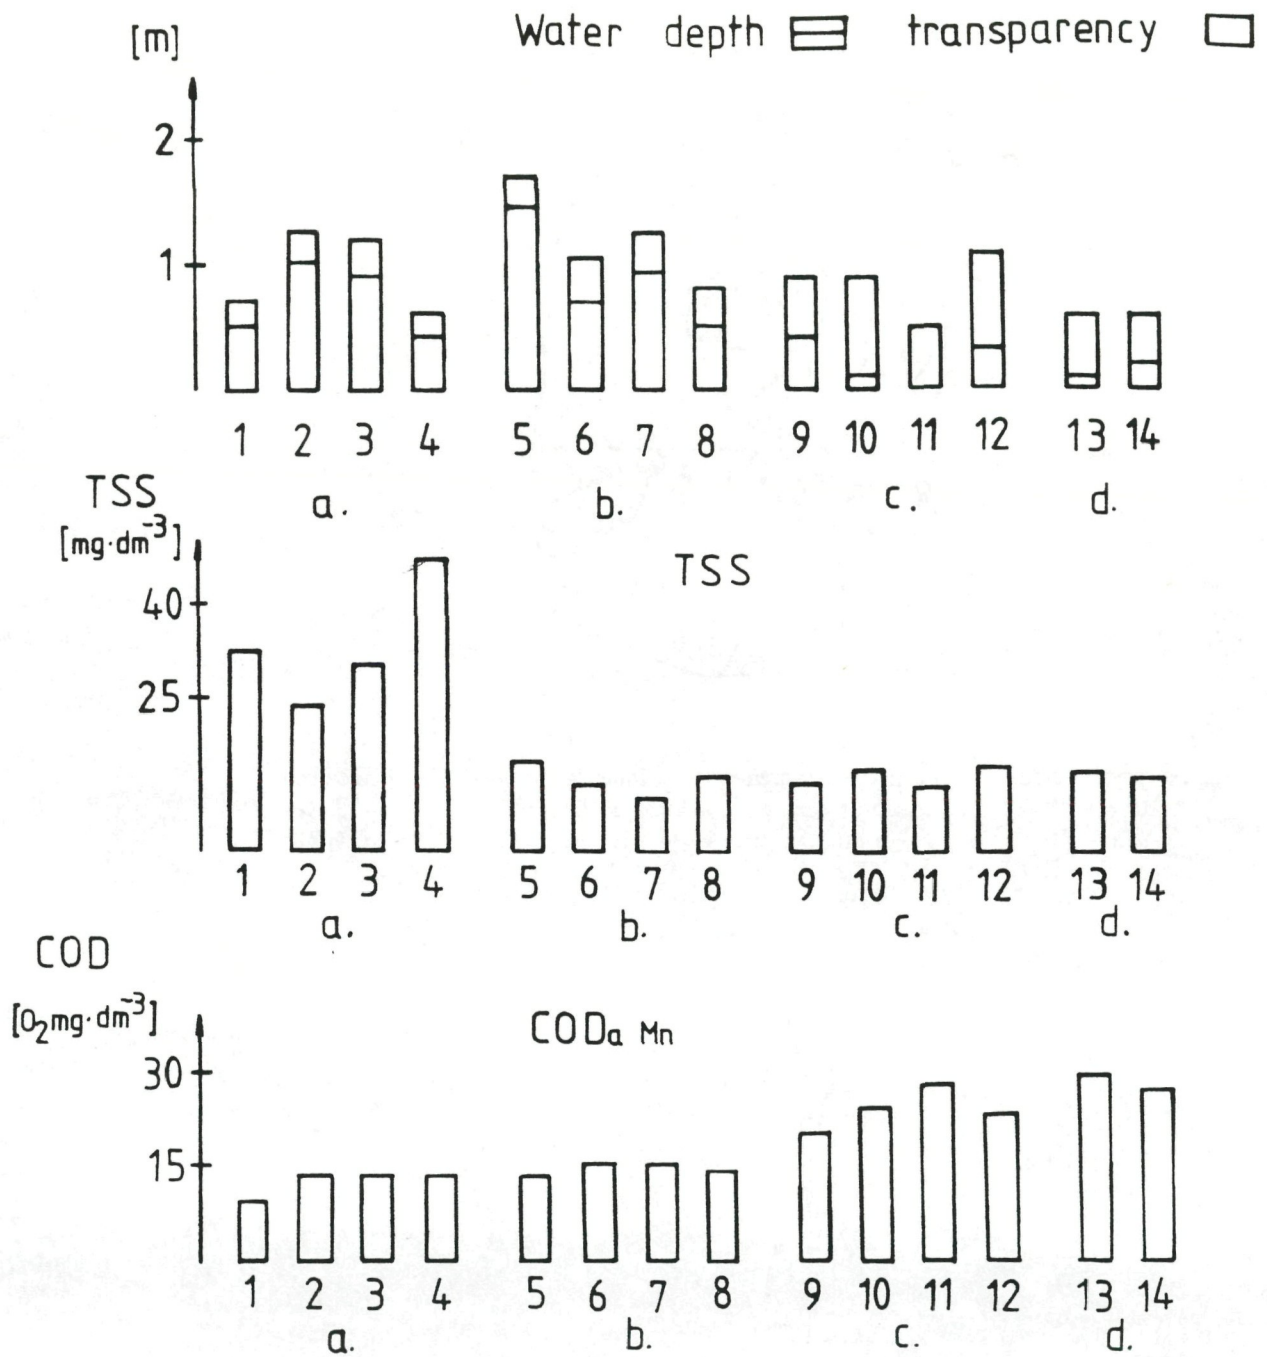 Water depth transparency
[m]
2
1
1 2 3 4 5 6 7 8 9 10 11 12 13 14
a. b. c. d.
TSS
[mg·dm⁻³]
TSS
40
25
1 2 3 4 5 6 7 8 9 10 11 12 13 14
a. b. c. d.
COD
[O₂mg·dm⁻³]
CODa Mn
30
15
1 2 3 4 5 6 7 8 9 10 11 12 13 14
a. b. c. d.